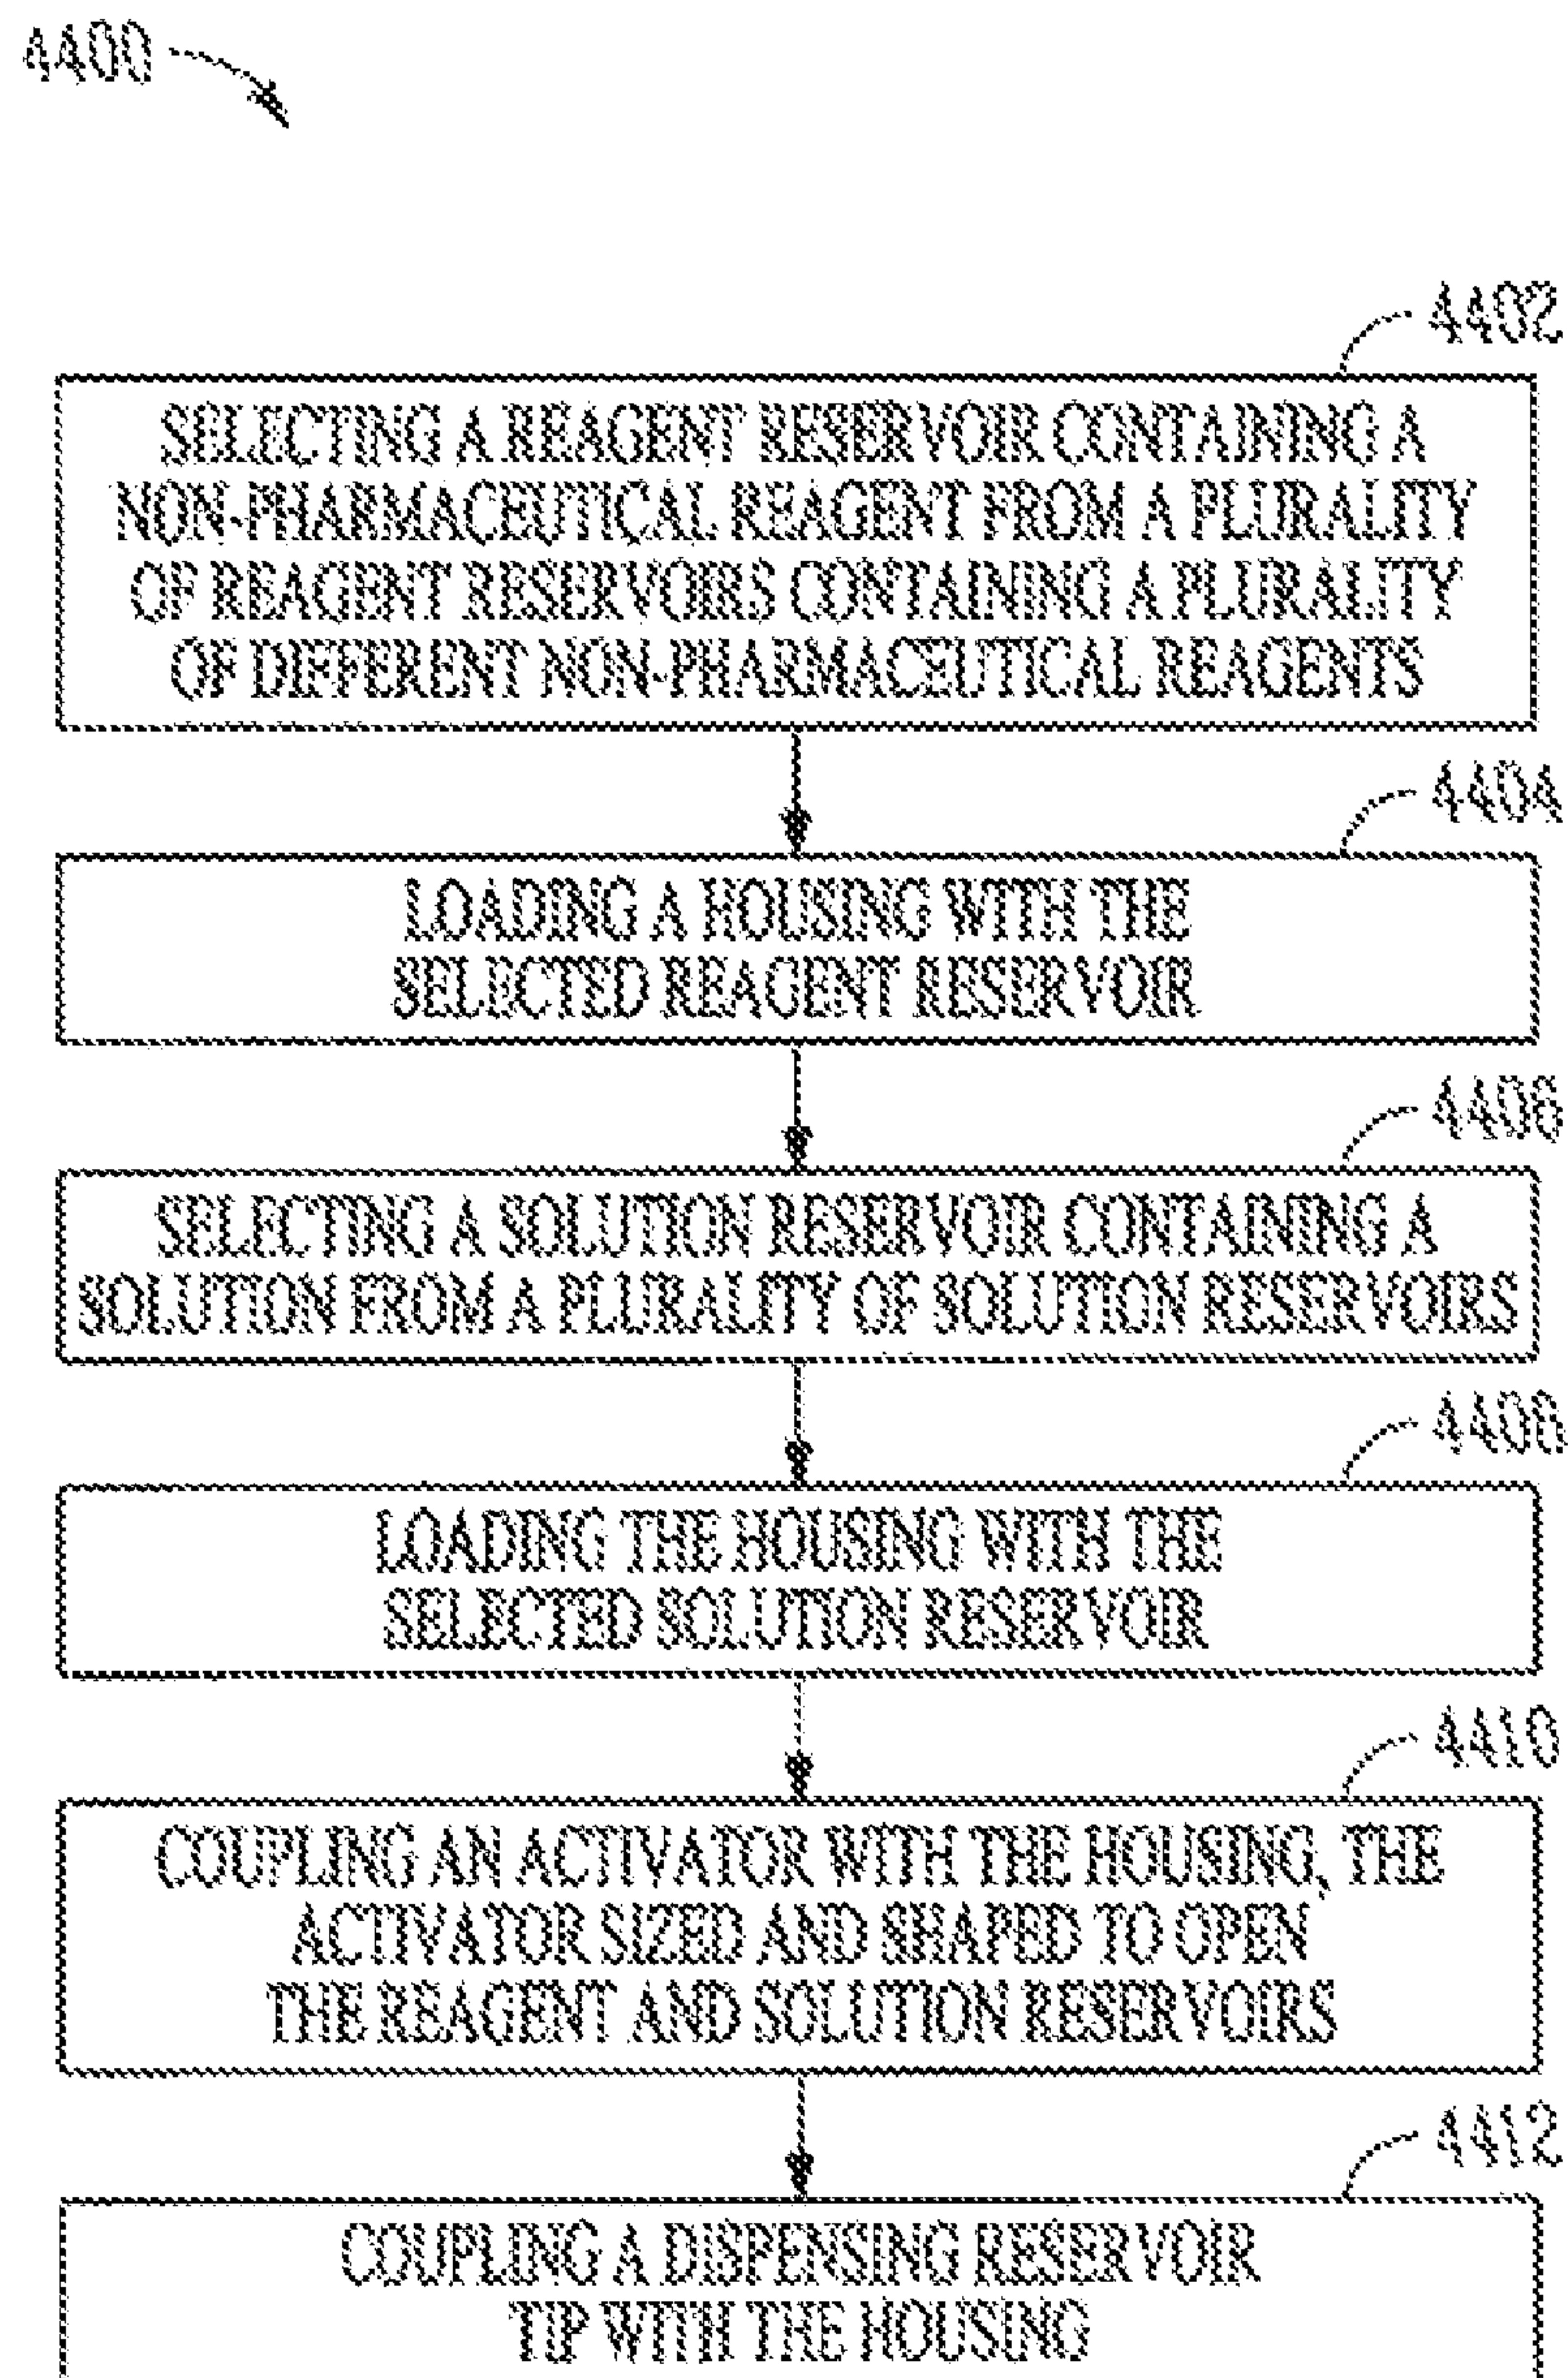 4400
4402
SELECTING A REAGENT RESERVOIR CONTAINING A
NON-PHARMACEUTICAL REAGENT FROM A PLURALITY
OF REAGENT RESERVOIRS CONTAINING A PLURALITY
OF DIFFERENT NON-PHARMACEUTICAL REAGENTS
4404
LOADING A HOUSING WITH THE
SELECTED REAGENT RESERVOIR
4406
SELECTING A SOLUTION RESERVOIR CONTAINING A
SOLUTION FROM A PLURALITY OF SOLUTION RESERVOIRS
4408
LOADING THE HOUSING WITH THE
SELECTED SOLUTION RESERVOIR
4410
COUPLING AN ACTIVATOR WITH THE HOUSING, THE
ACTIVATOR SIZED AND SHAPED TO OPEN
THE REAGENT AND SOLUTION RESERVOIRS
4412
COUPLING A DISPENSING RESERVOIR
TIP WITH THE HOUSING